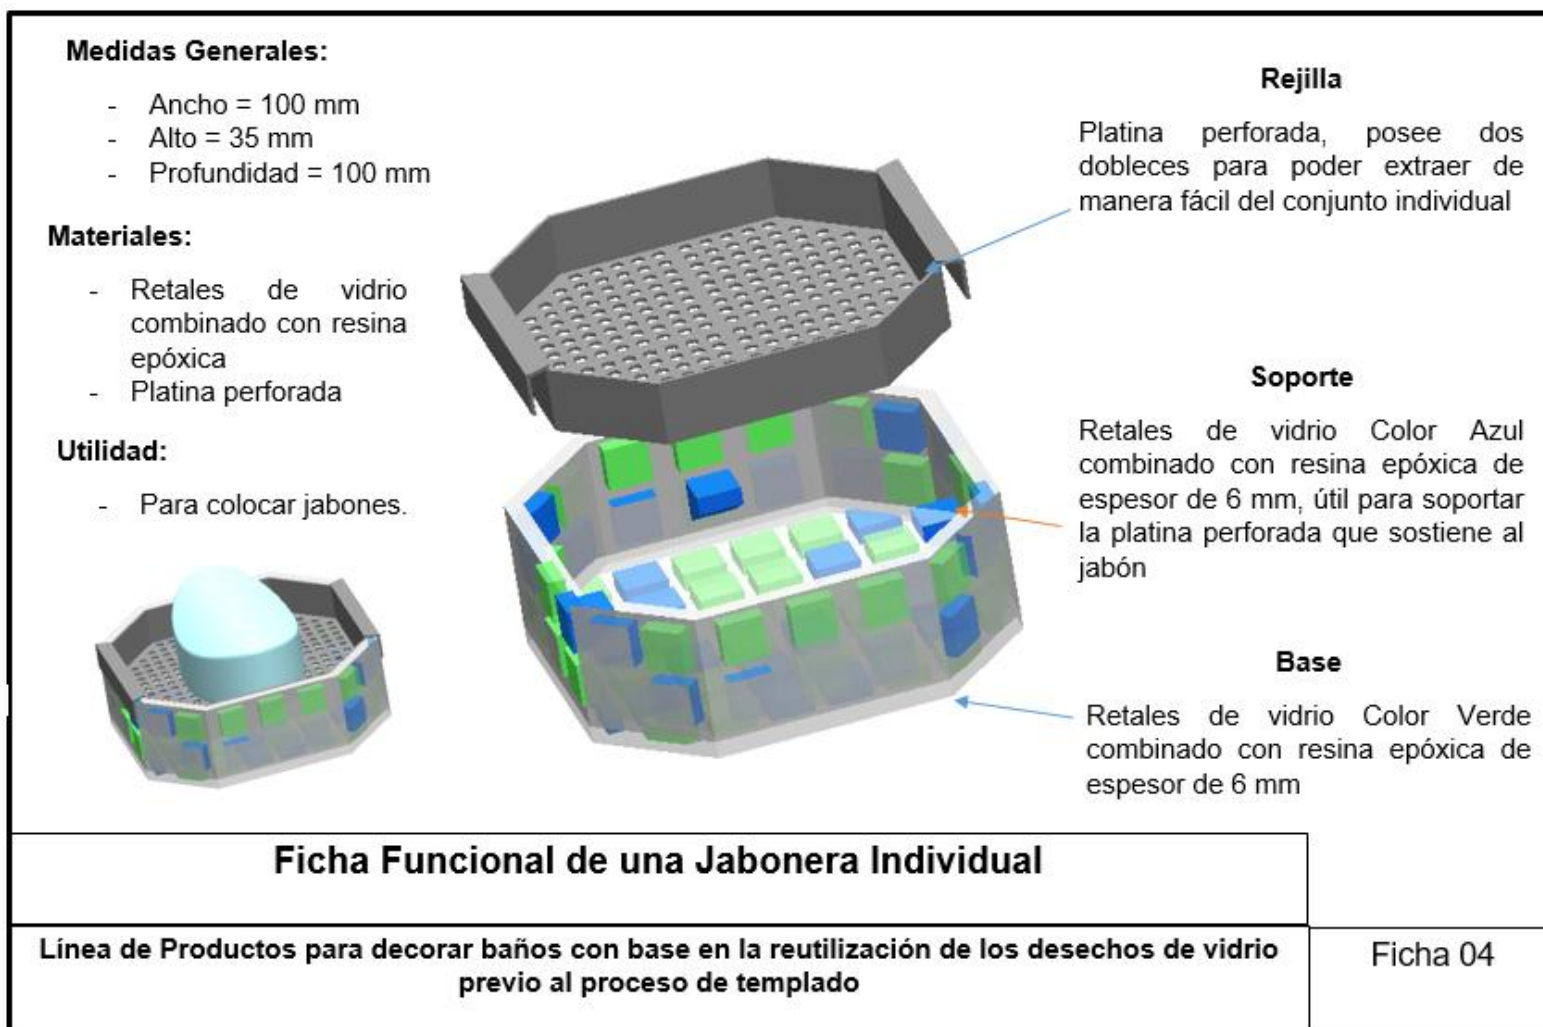 Medidas Generales:
- Ancho = 100 mm
- Alto = 35 mm
- Profundidad = 100 mm
Materiales:
- Retales de vidrio
combinado con resina
epóxica
- Platina perforada
Utilidad:
- Para colocar jabones.
Rejilla
Platina perforada, posee dos
dobleces para poder extraer de
manera fácil del conjunto individual
Soporte
Retales de vidrio Color Azul
combinado con resina epóxica de
espesor de 6 mm, útil para soportar
la platina perforada que sostiene al
jabón
Base
Retales de vidrio Color Verde
combinado con resina epóxica de
espesor de 6 mm
Ficha Funcional de una Jabonera Individual
Línea de Productos para decorar baños con base en la reutilización de los desechos de vidrio
previo al proceso de templado
Ficha 04